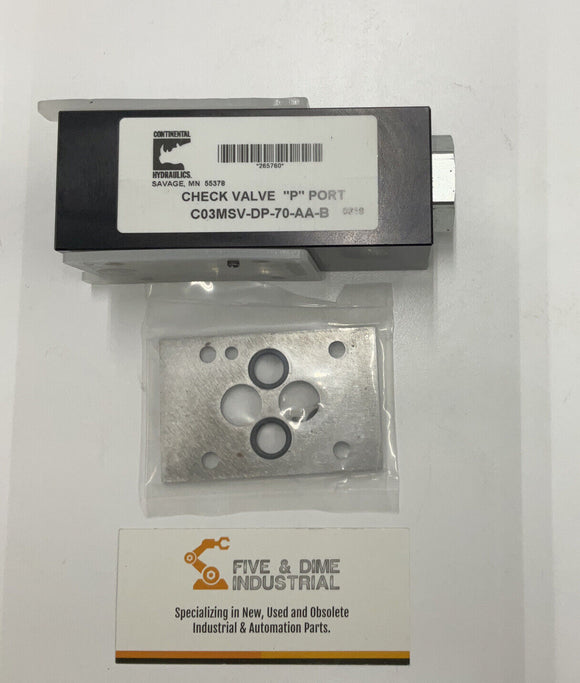 CONTINENTAL
HYDRAULICS.
SAVAGE, MN 55378
*265760*
CHECK VALVE "P" PORT
C03MSV-DP-70-AA-B
FIVE & DIME
INDUSTRIAL
Specializing in New, Used and Obsolete
Industrial & Automation Parts.